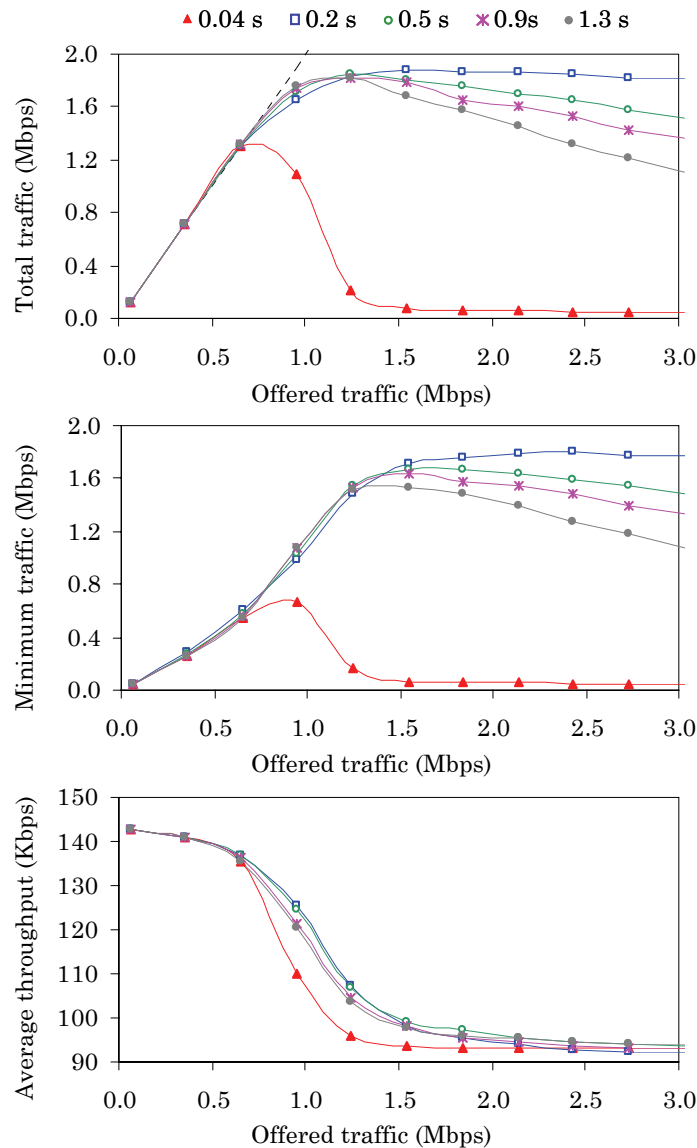 0.04 s 0.2 s 0.5 s 0.9s 1.3 s
Total traffic (Mbps)
2.0
1.6
1.2
0.8
0.4
0.0
0.0 0.5 1.0 1.5 2.0 2.5 3.0
Offered traffic (Mbps)
Minimum traffic (Mbps)
2.0
1.6
1.2
0.8
0.4
0.0
0.0 0.5 1.0 1.5 2.0 2.5 3.0
Offered traffic (Mbps)
Average throughput (Kbps)
150
140
130
120
110
100
90
0.0 0.5 1.0 1.5 2.0 2.5 3.0
Offered traffic (Mbps)